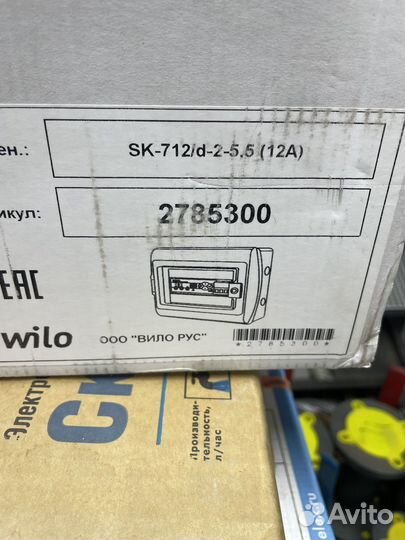 ен.:
SK-712/d-2-5,5 (12A)
икул:
2785300
EAC
wilo
ООО "ВИЛО РУС"
*2785300*
Электр
Ск
Производи-
тельность,
л/час
Avito